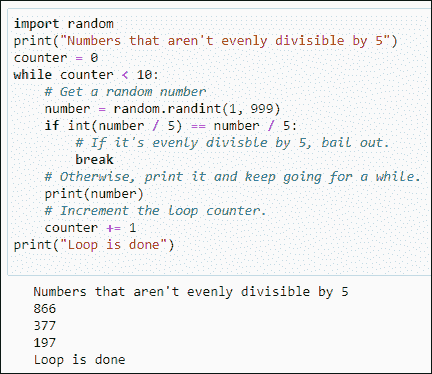 import random
print("Numbers that aren't evenly divisible by 5")
counter = 0
while counter < 10:
    # Get a random number
    number = random.randint(1, 999)
    if int(number / 5) == number / 5:
        # If it's evenly divisble by 5, bail out.
        break
    # Otherwise, print it and keep going for a while.
    print(number)
    # Increment the loop counter.
    counter += 1
print("Loop is done")
Numbers that aren't evenly divisible by 5
866
377
197
Loop is done